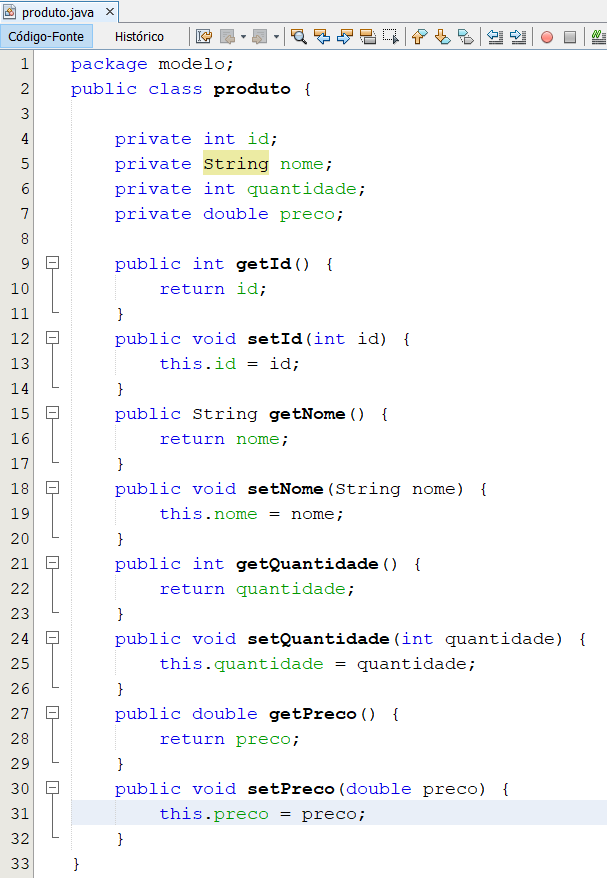 produto.java
Código-Fonte Histórico
1 package modelo;
2 public class produto {
3
4 private int id;
5 private String nome;
6 private int quantidade;
7 private double preco;
8
9 public int getId() {
10 return id;
11 }
12 public void setId(int id) {
13 this.id = id;
14 }
15 public String getNome() {
16 return nome;
17 }
18 public void setNome(String nome) {
19 this.nome = nome;
20 }
21 public int getQuantidade() {
22 return quantidade;
23 }
24 public void setQuantidade(int quantidade) {
25 this.quantidade = quantidade;
26 }
27 public double getPreco() {
28 return preco;
29 }
30 public void setPreco(double preco) {
31 this.preco = preco;
32 }
33 }